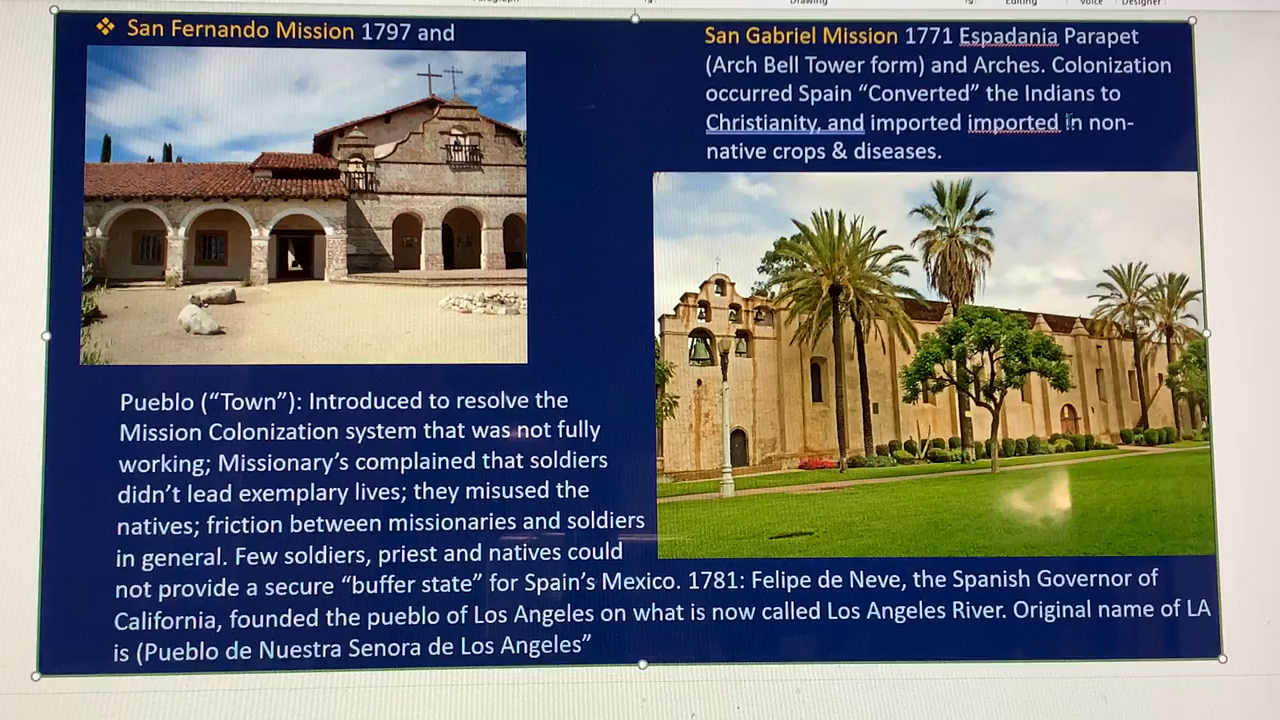 Drawing
Editing
Voice
Designer
❖ San Fernando Mission 1797 and
San Gabriel Mission 1771 Espadania Parapet
(Arch Bell Tower form) and Arches. Colonization
occurred Spain “Converted” the Indians to
Christianity, and imported imported in non-
native crops & diseases.
Pueblo (“Town”): Introduced to resolve the
Mission Colonization system that was not fully
working; Missionary’s complained that soldiers
didn’t lead exemplary lives; they misused the
natives; friction between missionaries and soldiers
in general. Few soldiers, priest and natives could
not provide a secure “buffer state” for Spain’s Mexico. 1781: Felipe de Neve, the Spanish Governor of
California, founded the pueblo of Los Angeles on what is now called Los Angeles River. Original name of LA
is (Pueblo de Nuestra Senora de Los Angeles”